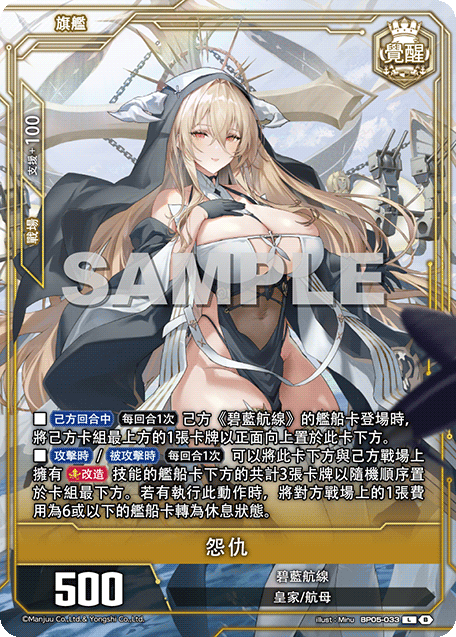 旗艦
覺醒
支援+100
戰場
SAMPLE
■ 己方回合中 每回合1次 己方《碧藍航線》的艦船卡登場時,
將己方卡組最上方的1張卡牌以正面向上置於此卡下方。
■ 攻擊時 / 被攻擊時 每回合1次 可以將此卡下方與己方戰場上
擁有 改造 技能的艦船卡下方的共計3張卡牌以隨機順序置
於卡組最下方。若有執行此動作時，將對方戰場上的1張費
用為6或以下的艦船卡轉為休息狀態。
怨仇
500
碧藍航線
皇家/航母
©Manjuu Co.,Ltd.& Yongshi Co.,Ltd.
illust : Minu BP05-033 L